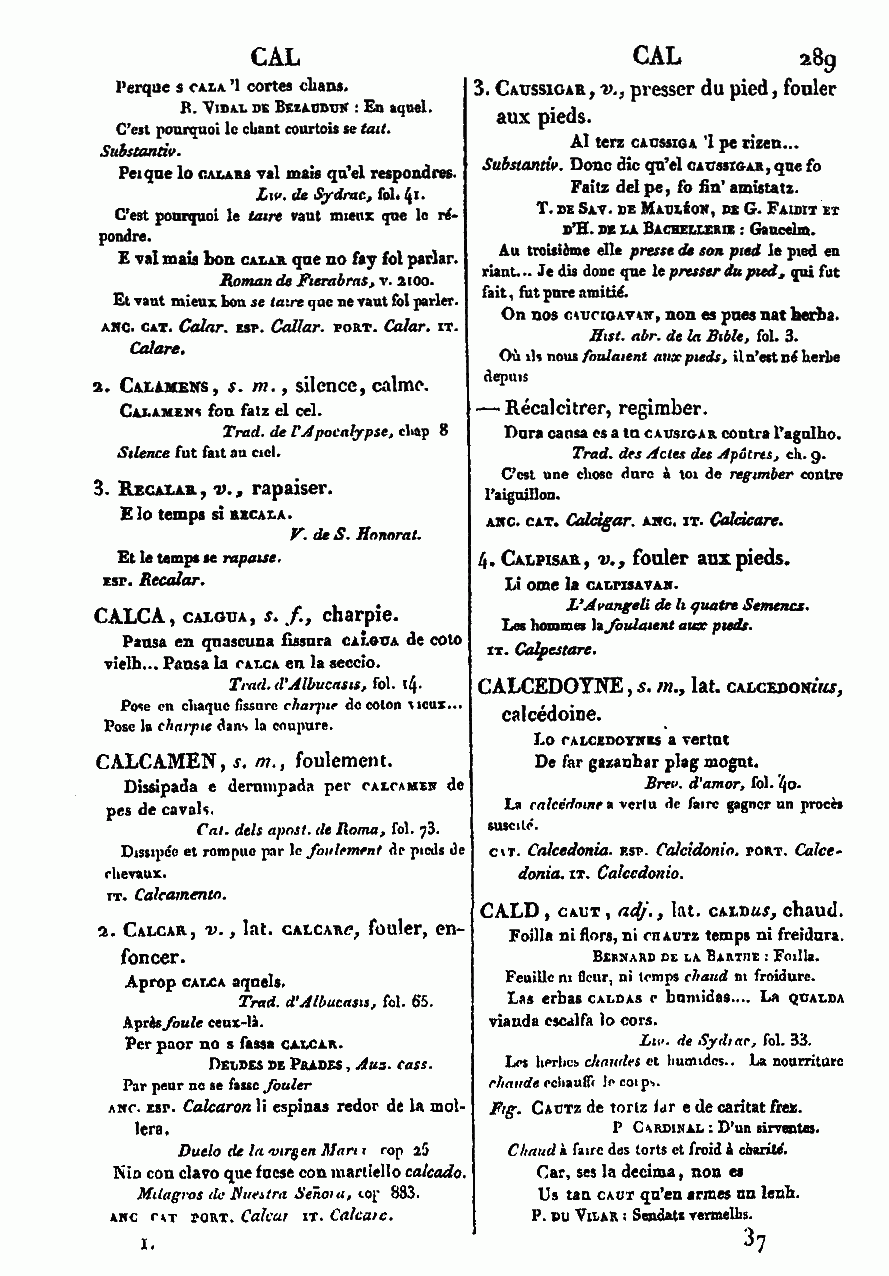 CAL
Perque s CALA 'l cortes chans.
R. VIDAL DE BEZAUDUN : En aquel.
C'est pourquoi le chant courtois se tait.
Substantiv.
Perque lo CALARS val mais qu'el respondres.
Liv. de Sydrac, fol. 41.
C'est pourquoi le taire vaut mieux que le ré-
pondre.
E val mais bon CALAR que no fay fol parlar.
Roman de Fierabras, v. 2100.
Et vaut mieux bon se taire que ne vaut fol parler.
ANC. CAT. Calar. ESP. Callar. PORT. Calar. IT.
Calare.
2. CALAMENS, s. m., silence, calme.
CALAMENS fon faiz el cel.
Trad. de l'Apocalypse, chap 8
Silence fut fait au ciel.
3. RECALAR, v., rapaiser.
E lo temps si RECALA.
V. de S. Honorat.
Et le temps se rapaise.
ESP. Recalar.
CALCA, CALGUA, s. f., charpie.
Pausa en quascuna fissura CALGUA de coto
vielh... Pausa la CALCA en la seccio.
Trad. d'Albucasis, fol. 14.
Pose en chaque fissure charpie de coton vieux...
Pose la charpie dans la coupure.
CALCAMEN, s. m., foulement.
Dissipada e derrumpada per CALCAMEN de
pes de cavals.
Cat. dels apost. de Roma, fol. 73.
Dissipée et rompue par le foulement de pieds de
chevaux.
IT. Calcamento.
2. CALCAR, v., lat. CALCARe, fouler, en-
foncer.
Aprop CALCA aquels.
Trad. d'Albucasis, fol. 65.
Après foule ceux-là.
Per paor no s fassa CALCAR.
DEUDES DE PRADES, Auz. cass.
Par peur ne se fasse fouler
ANC. ESP. Calcaron li espinas redor de la mol-
lera.
Duelo de la virgen Maria cop 25
Nin con clavo que fuese con martiello calcado.
Milagros de Nuestra Señora, cop 883.
ANC CAT PORT. Calcar IT. Calcare.
I.
CAL 289
3. CAUSSIGAR, v., presser du pied, fouler
aux pieds.
Al terz CAUSSIGA 'l pe rizen...
Substantiv. Donc dic qu'el CAUSSIGAR, que fo
Faitz del pe, fo fin' amistatz.
T. DE SAV. DE MAULÉON, DE G. FAIDIT ET
D'H. DE LA BACHELLERIE : Gaucelm.
Au troisième elle presse de son pied le pied en
riant... Je dis donc que le presser du pied, qui fut
fait, fut pure amitié.
On nos CAUCIGAVAN, non es pues nat herba.
Hist. abr. de la Bible, fol. 3.
Où ils nous foulaient aux pieds, il n'est né herbe
depuis
— Récalcitrer, regimber.
Dura causa es a tu CAUSIGAR contra l'agulho.
Trad. des Actes des Apôtres, ch. 9.
C'est une chose dure à toi de regimber contre
l'aiguillon.
ANC. CAT. Calcigar. ANC. IT. Calcicare.
4. CALPISAR, v., fouler aux pieds.
Li ome la CALPISAVAN.
L'Avangeli de li quatre Semencs.
Les hommes la foulaient aux pieds.
IT. Calpestare.
CALCEDOYNE, s. m., lat. CALCEDONius,
calcédoine.
Lo CALCEDOYNES a vertut
De far gazanhar plag mogut.
Brev. d'amor, fol. 40.
La calcédoine a vertu de faire gagner un procès
suscité.
CAT. Calcedonia. ESP. Calcidonio. PORT. Calce-
donia. IT. Calcedonio.
CALD, CAUT, adj., lat. CALDus, chaud.
Foilla ni flors, ni CHAUTZ temps ni freidura.
BERNARD DE LA BARTHE : Foilla.
Feuille ni fleur, ni temps chaud ni froidure.
Las erbas CALDAS e humidas.... La QUALDA
vianda escalfa lo cors.
Liv. de Sydrac, fol. 33.
Les herbes chaudes et humides.. La nourriture
chaude échauffe le corps.
Fig. CAUTZ de tortz far e de caritat frez.
P CARDINAL : D'un sirventes.
Chaud à faire des torts et froid à charité.
Car, ses la decima, non es
Us tan CAUT qu'en armes un lenh.
P. DU VILAR : Sendatz vermelhs.
37